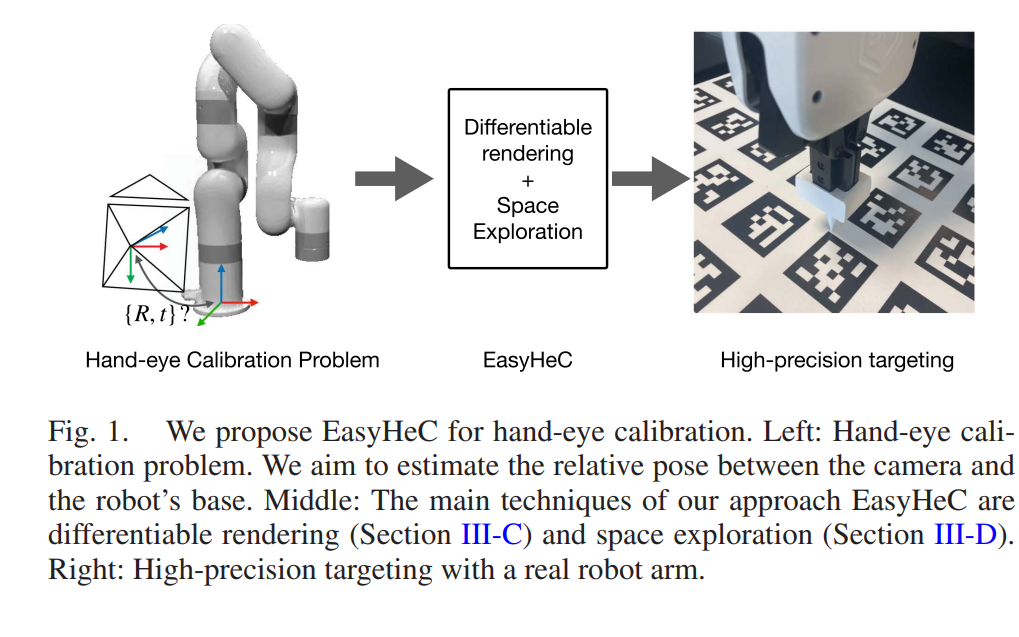 Differentiable
rendering
+
Space
Exploration
{R, t}?
Hand-eye Calibration Problem
EasyHeC
High-precision targeting
Fig. 1. We propose EasyHeC for hand-eye calibration. Left: Hand-eye cali-
bration problem. We aim to estimate the relative pose between the camera and
the robot's base. Middle: The main techniques of our approach EasyHeC are
differentiable rendering (Section III-C) and space exploration (Section III-D).
Right: High-precision targeting with a real robot arm.